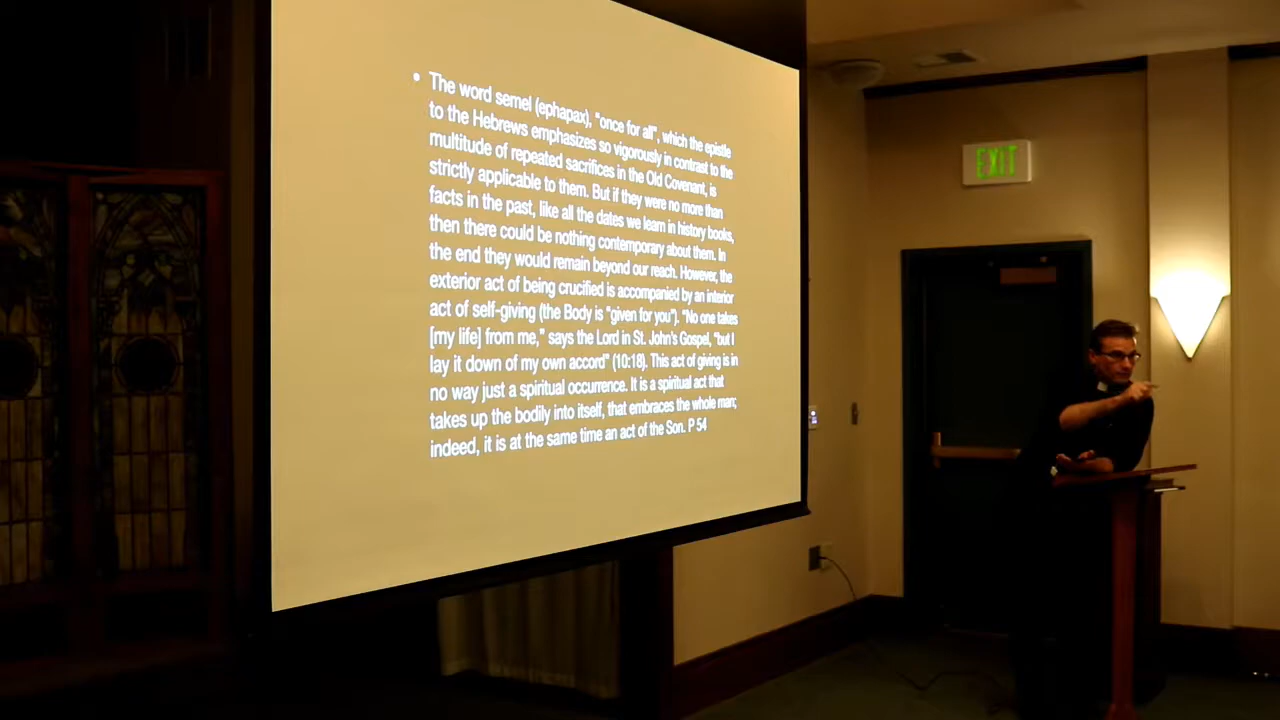 • The word semel (ephapax), "once for all", which the epistle
to the Hebrews emphasizes so vigorously in contrast to the
multitude of repeated sacrifices in the Old Covenant, is
strictly applicable to them. But if they were no more than
facts in the past, like all the dates we learn in history books,
then there could be nothing contemporary about them. In
the end they would remain beyond our reach. However, the
exterior act of being crucified is accompanied by an interior
act of self-giving (the Body is "given for you"). "No one takes
[my life] from me," says the Lord in St. John's Gospel, "but I
lay it down of my own accord" (10:18). This act of giving is in
no way just a spiritual occurrence. It is a spiritual act that
takes up the bodily into itself, that embraces the whole man;
indeed, it is at the same time an act of the Son. P 54
EXIT